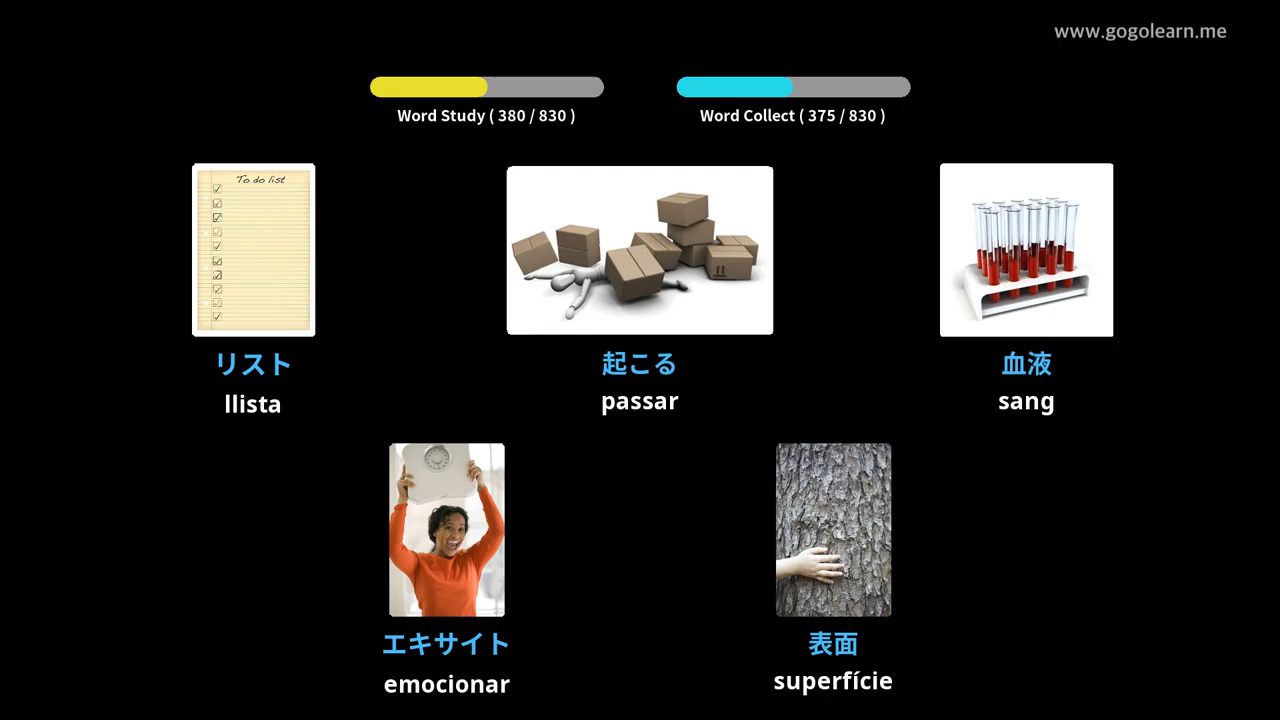 www.gogolearn.me
Word Study ( 380 / 830 )
Word Collect ( 375 / 830 )
To do list
リスト
llista
起こる
passar
血液
sang
エキサイト
emocionar
表面
superfície